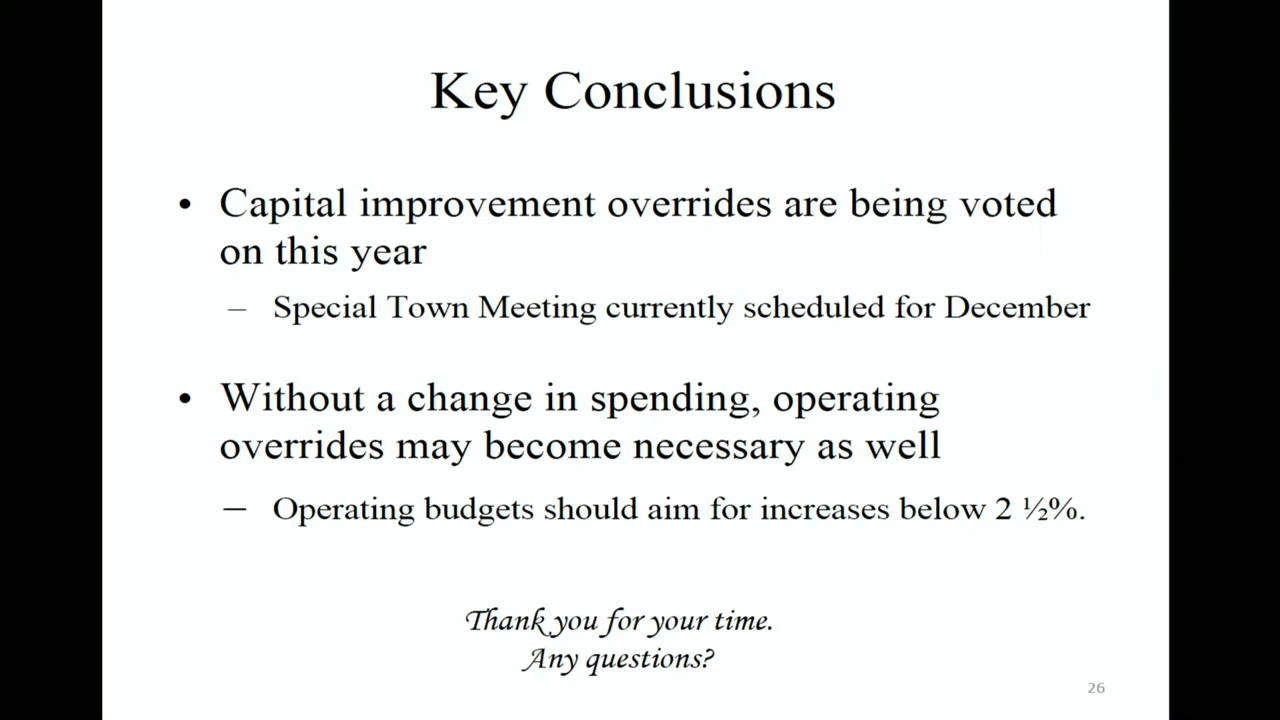 Key Conclusions
• Capital improvement overrides are being voted
on this year
– Special Town Meeting currently scheduled for December
• Without a change in spending, operating
overrides may become necessary as well
– Operating budgets should aim for increases below 2 ½%.
Thank you for your time.
Any questions?
26